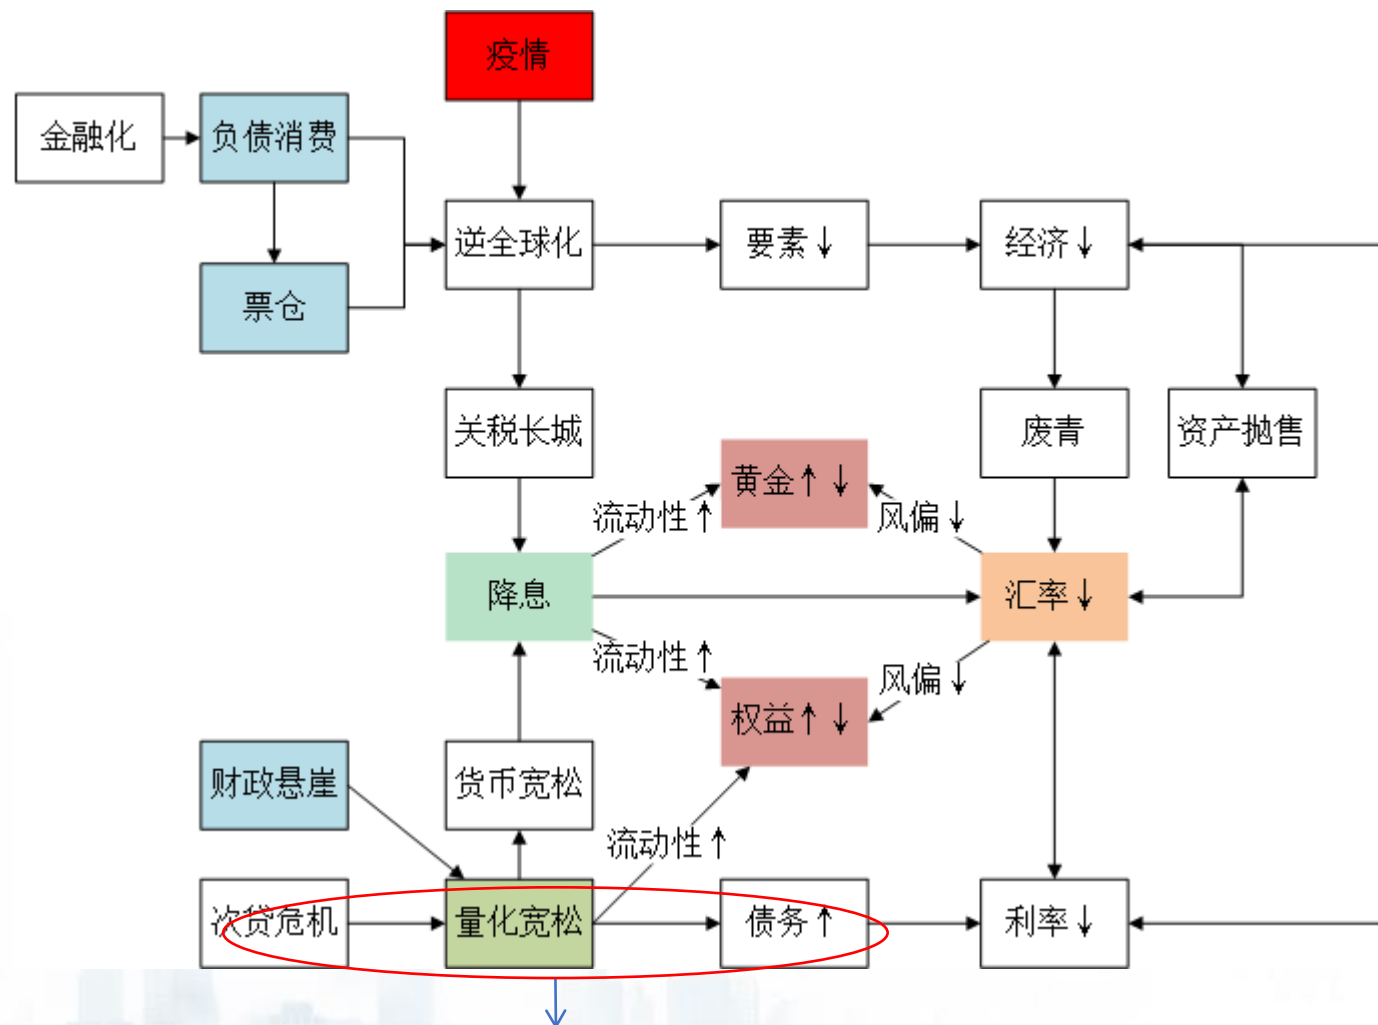 疫情
金融化
负债消费
逆全球化
要素↓
经济↓
票仓
关税长城
黄金↑↓
废青
资产抛售
流动性↑
风偏↓
降息
汇率↓
流动性↑
风偏↓
权益↑↓
财政悬崖
货币宽松
流动性↑
次贷危机
量化宽松
债务↑
利率↓